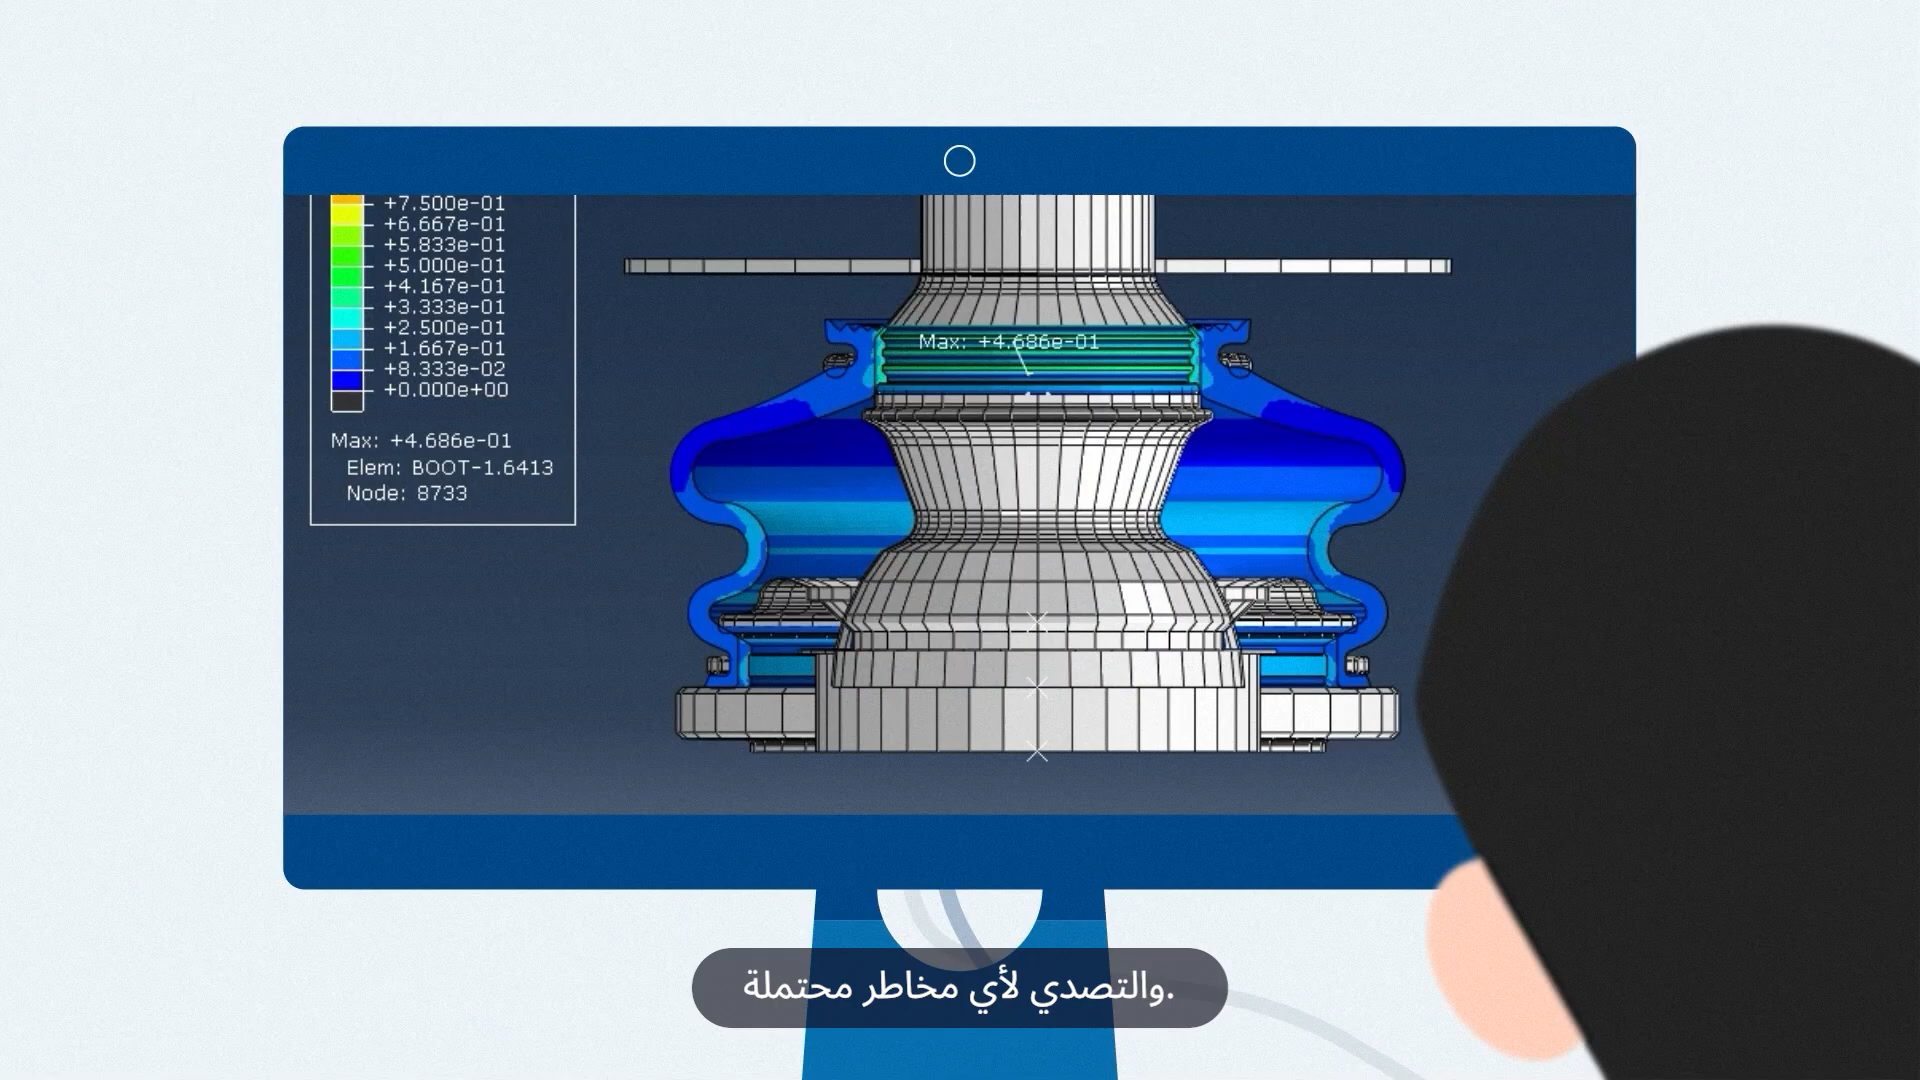 +7.500e-01
+6.667e-01
+5.833e-01
+5.000e-01
+4.167e-01
+3.333e-01
+2.500e-01
+1.667e-01
+8.333e-02
+0.000e+00
Max: +4.686e-01
Elem: BOOT-1.6413
Node: 8733
Max: +4.686e-01
والتصدي لأي مخاطر محتملة.